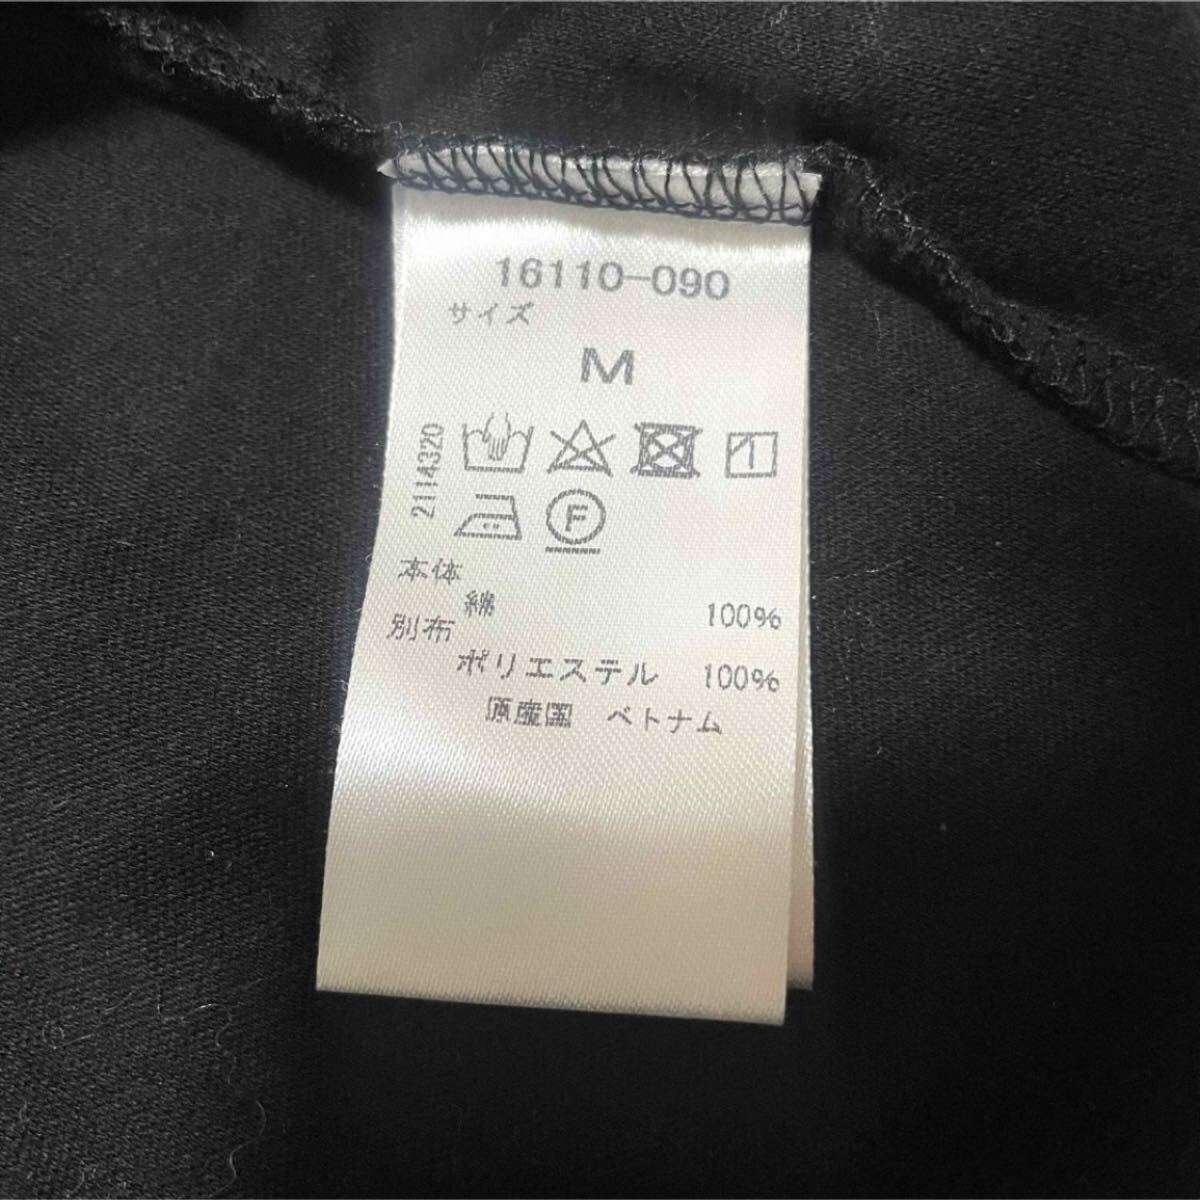 16110-090
サイズ
M
2114320
F
本体
綿 100%
別布
ポリエステル 100%
原産国 ベトナム